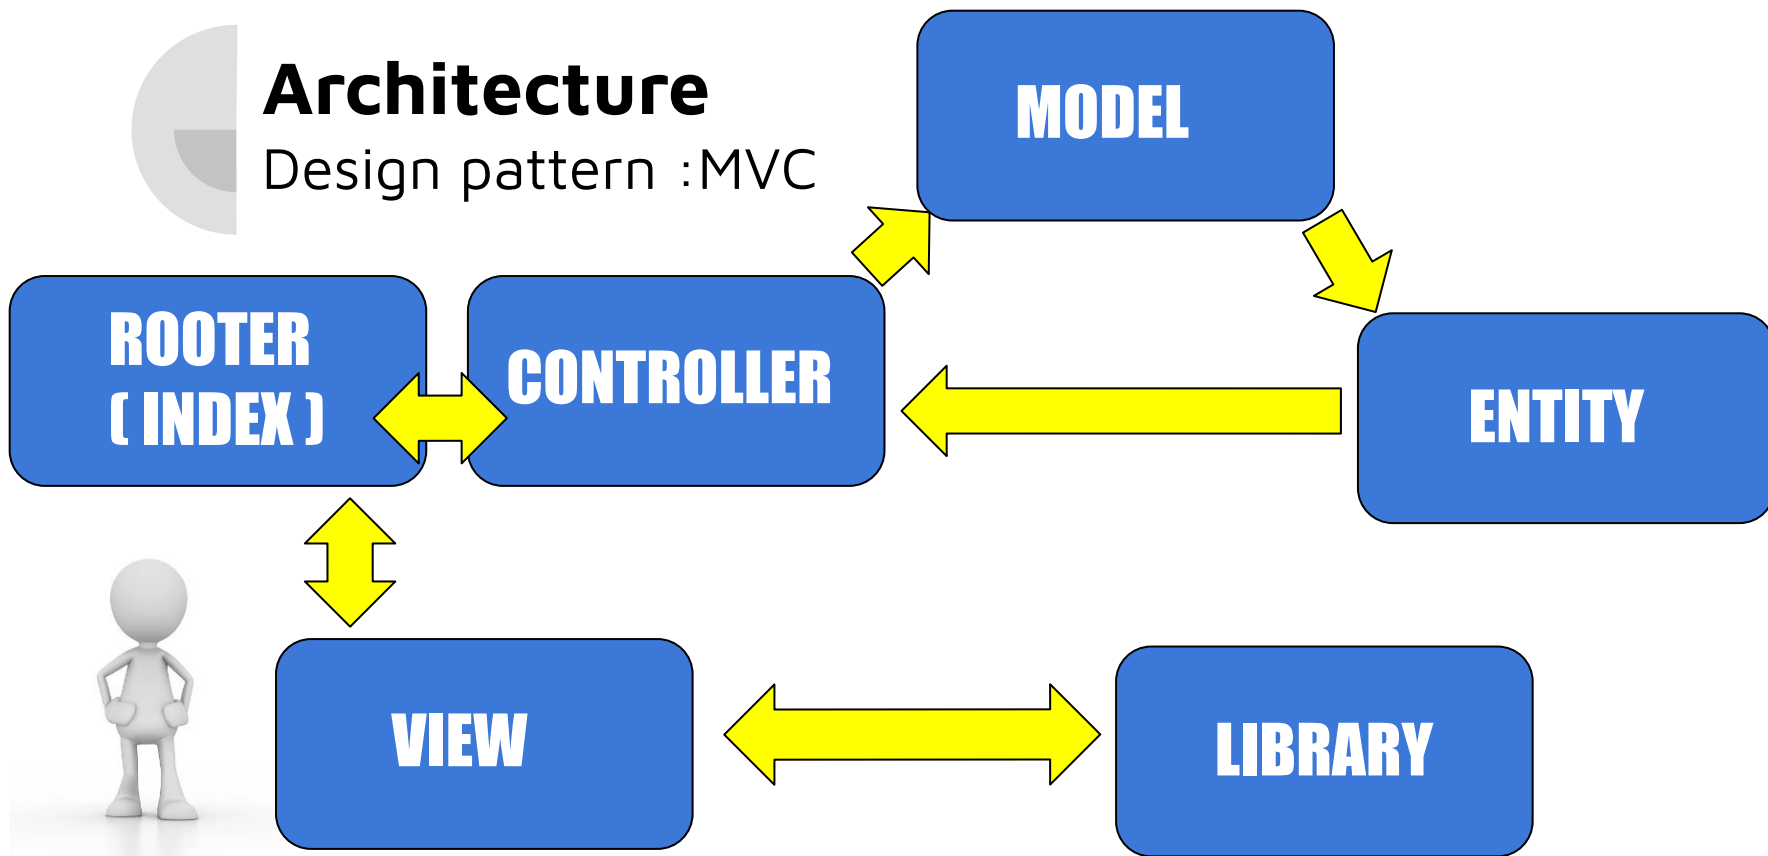 Architecture
Design pattern :MVC
MODEL
ROOTER
( INDEX )
CONTROLLER
ENTITY
VIEW
LIBRARY